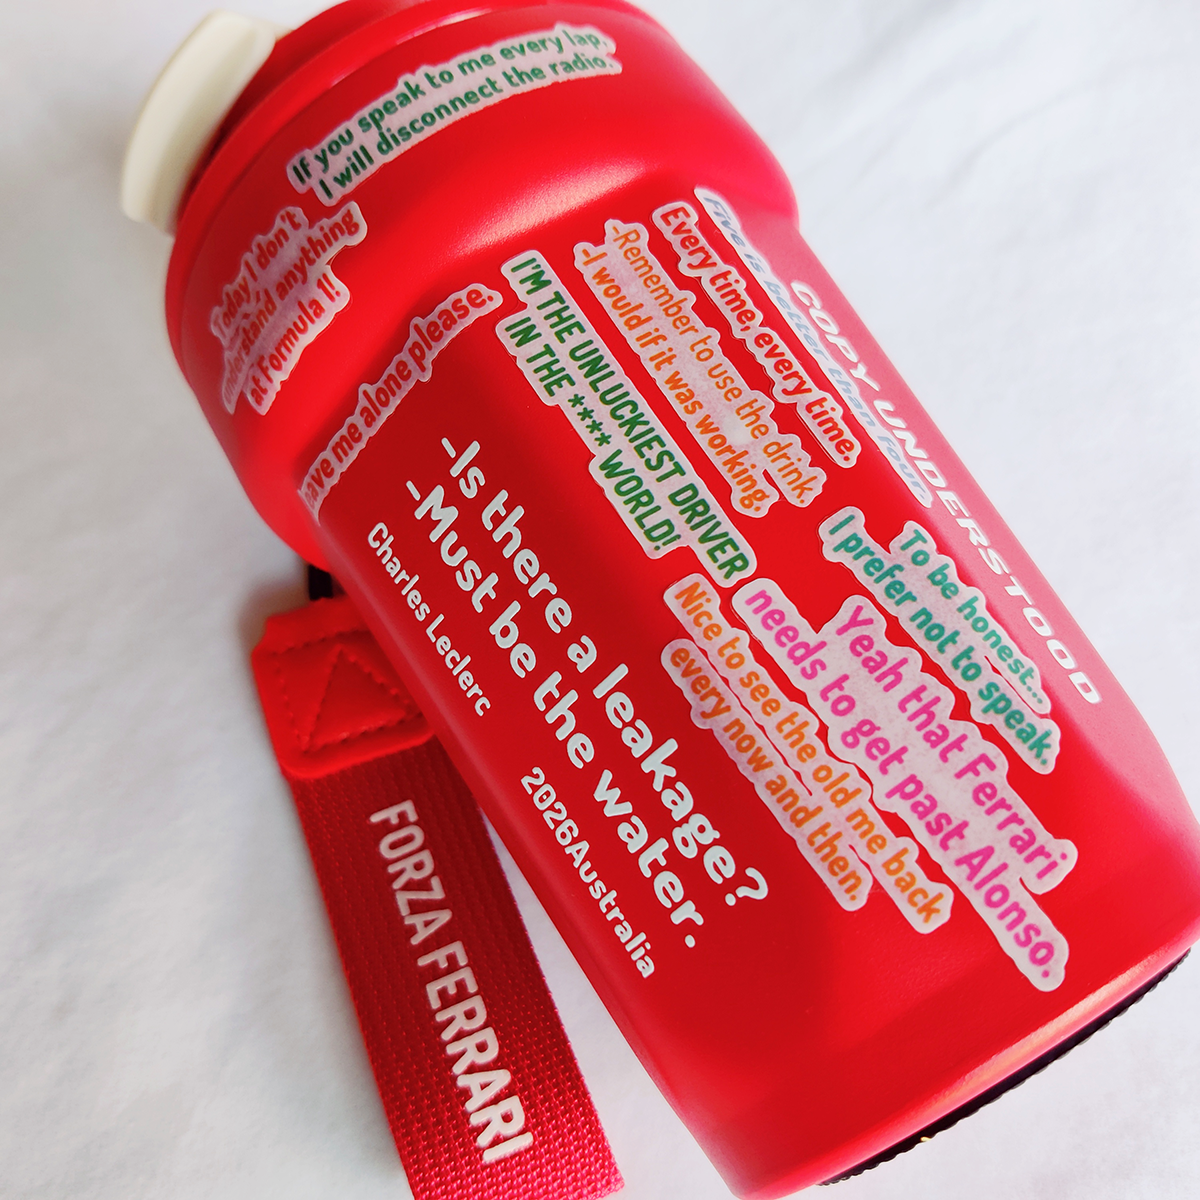 If you speak to me every lap,
I will disconnect the radio.
I don't
anything
at Formula 1!
me alone please.
I'M THE UNLUCKIEST DRIVER
IN THE **** WORLD!
-Remember to use the drink.
-I would if it was working.
Every time, every time.
Five is better than four
COPY UNDERSTOOD
To be honest...
I prefer not to speak.
Yeah that Ferrari
needs to get past Alonso.
Nice to see the old me back
every now and then.
-Is there a leakage?
-Must be the water.
Charles Leclerc
2026Australia
FORZA FERRARI